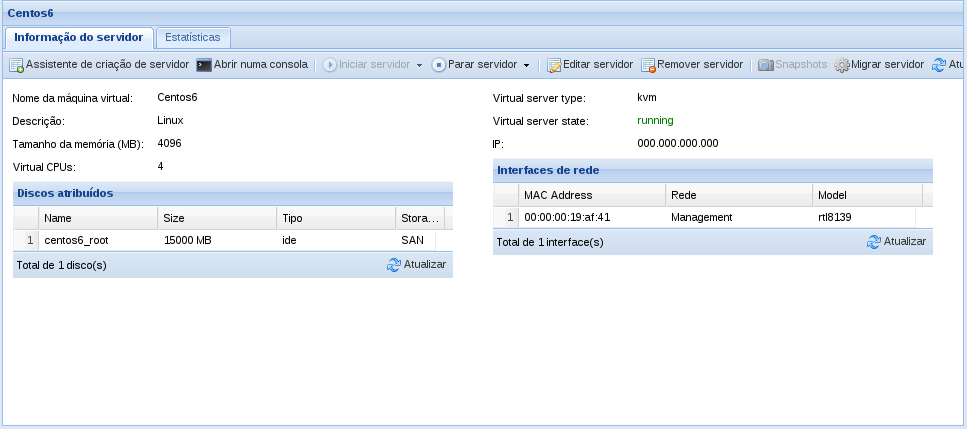 Centos6
Informação do servidor Estatísticas
Assistente de criação de servidor Abrir numa consola Iniciar servidor Parar servidor Editar servidor Remover servidor Snapshots Migrar servidor Atu
Nome da máquina virtual: Centos6
Descrição: Linux
Tamanho da memória (MB): 4096
Virtual CPUs: 4
Virtual server type: kvm
Virtual server state: running
IP: 000.000.000.000
Discos atribuídos
Name Size Tipo Stora...
1 centos6_root 15000 MB ide SAN
Total de 1 disco(s) Atualizar
Interfaces de rede
MAC Address Rede Model
1 00:00:00:19:af:41 Management rtl8139
Total de 1 interface(s) Atualizar